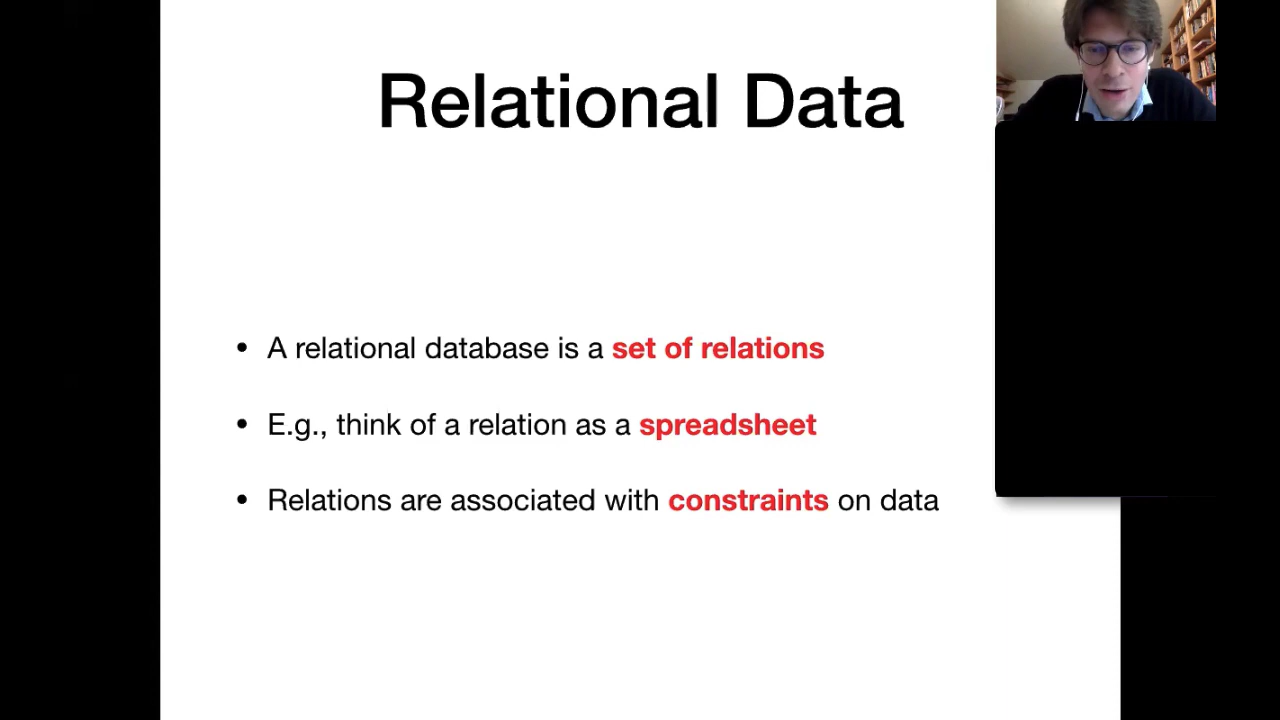 Relational Data
• A relational database is a set of relations
• E.g., think of a relation as a spreadsheet
• Relations are associated with constraints on data